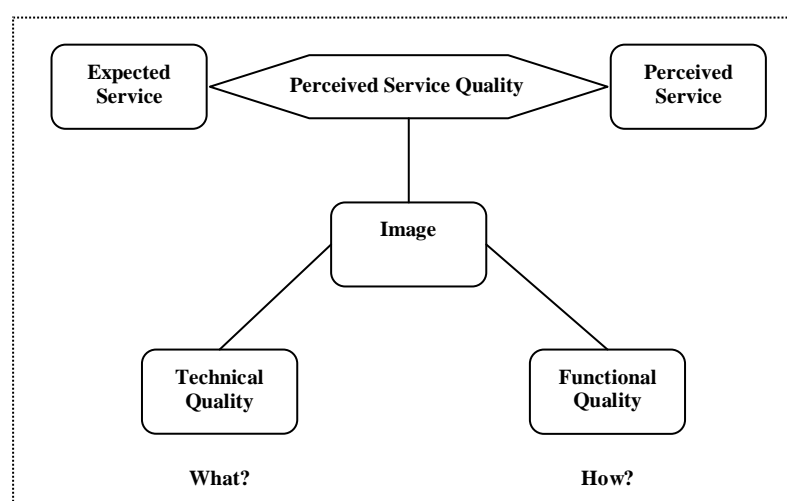 Expected
Service
Perceived Service Quality
Perceived
Service
Image
Technical
Quality
Functional
Quality
What?
How?